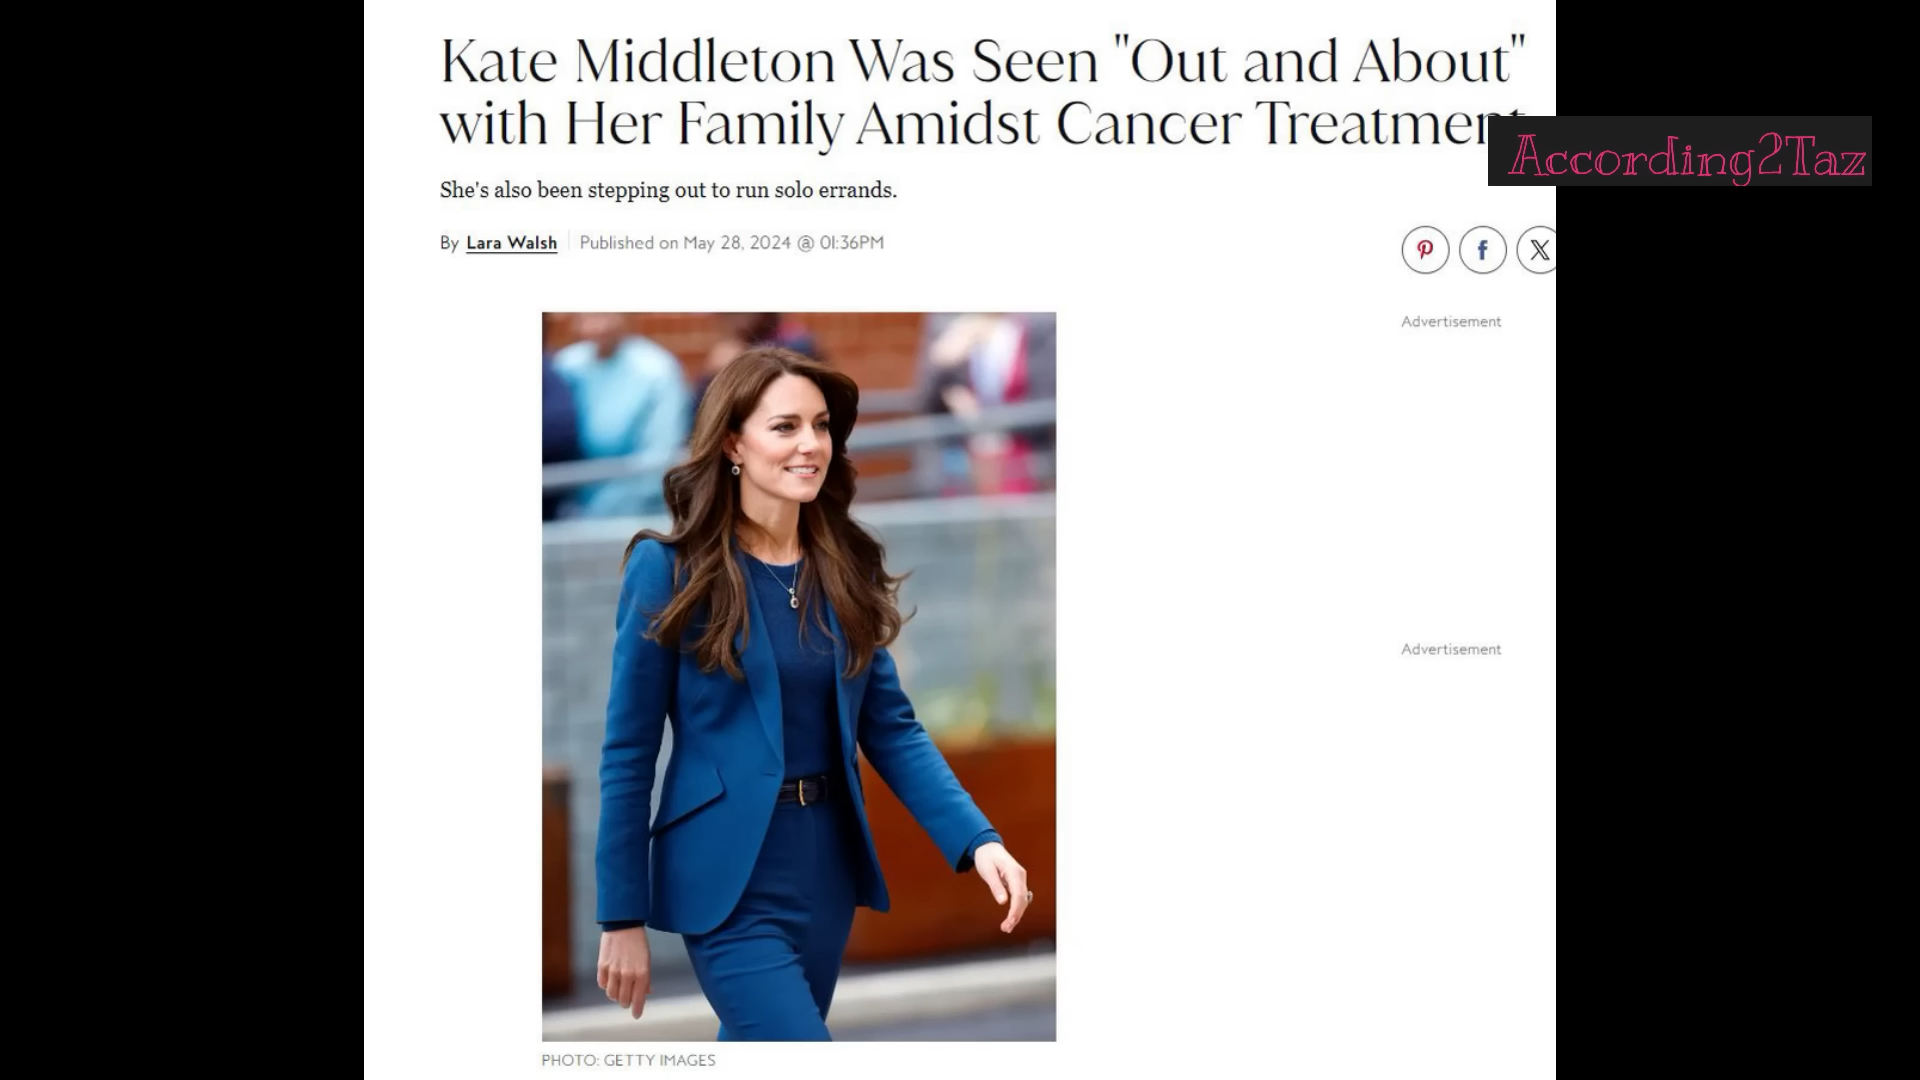 Kate Middleton Was Seen "Out and About"
with Her Family Amidst Cancer Treatment
According2Taz
She's also been stepping out to run solo errands.
By Lara Walsh Published on May 28, 2024 @ 01:36PM
Advertisement
Advertisement
PHOTO: GETTY IMAGES